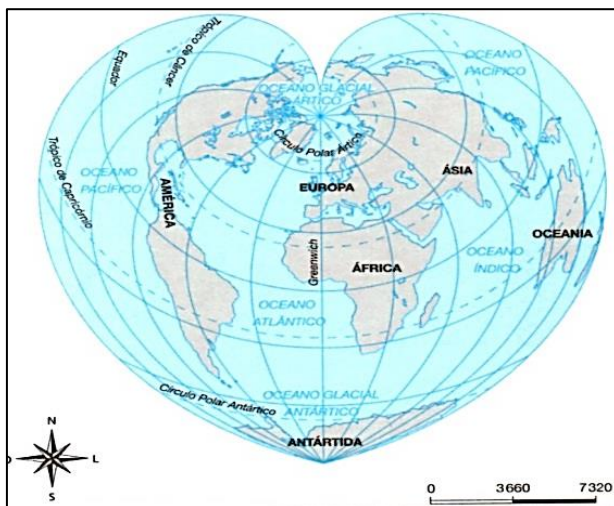 Trópico de Câncer
Equador
OCEANO
PACÍFICO
OCEANO GLACIAL
ÁRTICO
Círculo Polar Ártico
Trópico de Capricórnio
OCEANO
PACÍFICO
AMÉRICA
EUROPA
ÁSIA
OCEANIA
Greenwich
ÁFRICA
OCEANO
ÍNDICO
OCEANO
ATLÂNTICO
Círculo Polar Antártico
OCEANO GLACIAL
ANTÁRTICO
ANTÁRTIDA
N
O L
S
0 3660 7320